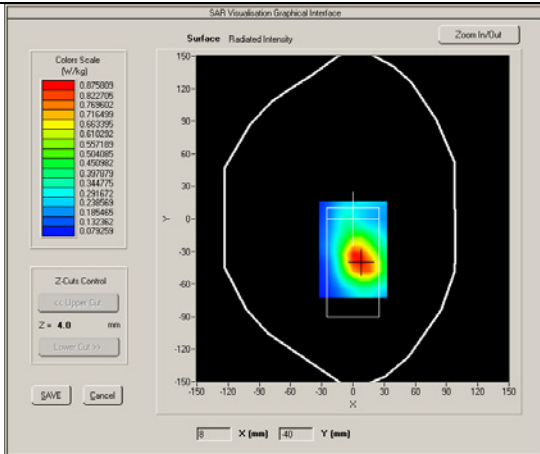 SAR Visualisation Graphical Interface
Surface Radiated Intensity
Zoom In/Out
Colors Scale
(W/kg)
0.875809
0.822705
0.769602
0.716499
0.663395
0.610292
0.557189
0.504085
0.450982
0.397879
0.344775
0.291672
0.238569
0.185465
0.132362
0.079259
Z-Cuts Control
<< Upper Cut
Z = 4.0 mm
Lower Cut >>
SAVE Cancel
150
120
90
60
30
0
-30
-60
-90
-120
-150
Y
-150 -120 -90 -60 -30 0 30 60 90 120 150
X
8 X (mm) -40 Y (mm)